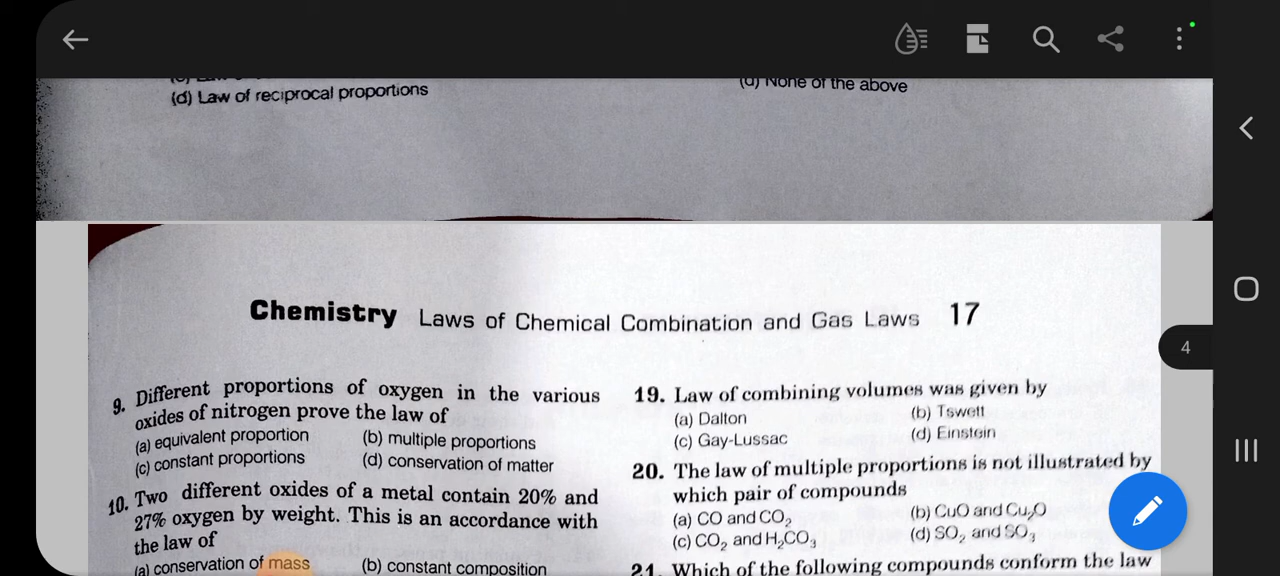 (d) Law of reciprocal proportions
(d) None of the above
Chemistry Laws of Chemical Combination and Gas Laws 17
4
9. Different proportions of oxygen in the various
oxides of nitrogen prove the law of
(a) equivalent proportion (b) multiple proportions
(c) constant proportions (d) conservation of matter
10. Two different oxides of a metal contain 20% and
27% oxygen by weight. This is an accordance with
the law of
(a) conservation of mass (b) constant composition
19. Law of combining volumes was given by
(a) Dalton (b) Tswett
(c) Gay-Lussac (d) Einstein
20. The law of multiple proportions is not illustrated by
which pair of compounds
(a) CO and CO₂ (b) CuO and Cu₂O
(c) CO₂ and H₂CO₃ (d) SO₂ and SO₃
21. Which of the following compounds conform the law